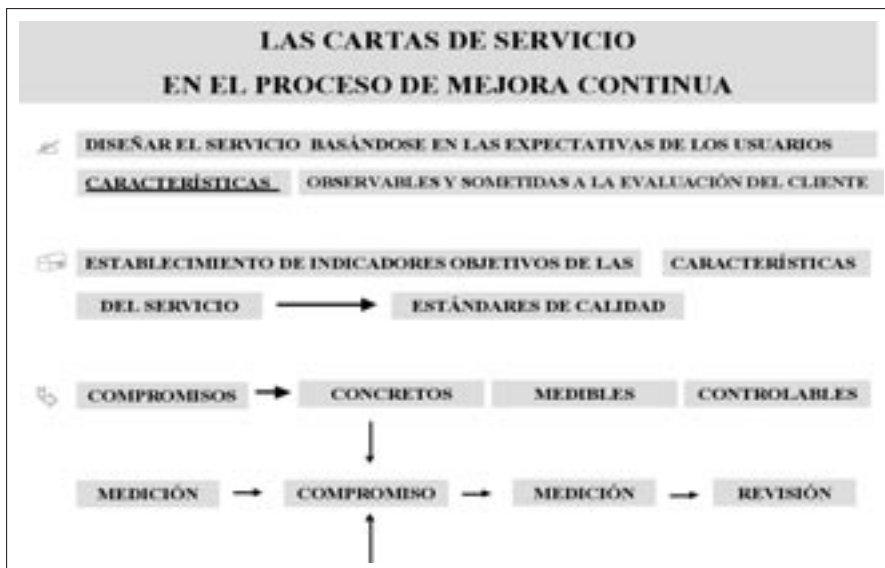 LAS CARTAS DE SERVICIO
EN EL PROCESO DE MEJORA CONTINUA
DISEÑAR EL SERVICIO BASÁNDOSE EN LAS EXPECTATIVAS DE LOS USUARIOS
CARACTERÍSTICAS OBSERVABLES Y SOMETIDAS A LA EVALUACIÓN DEL CLIENTE
ESTABLECIMIENTO DE INDICADORES OBJETIVOS DE LAS CARACTERÍSTICAS
DEL SERVICIO ESTÁNDARES DE CALIDAD
COMPROMISOS CONCRETOS MEDIBLES CONTROLABLES
MEDICIÓN COMPROMISO MEDICIÓN REVISIÓN